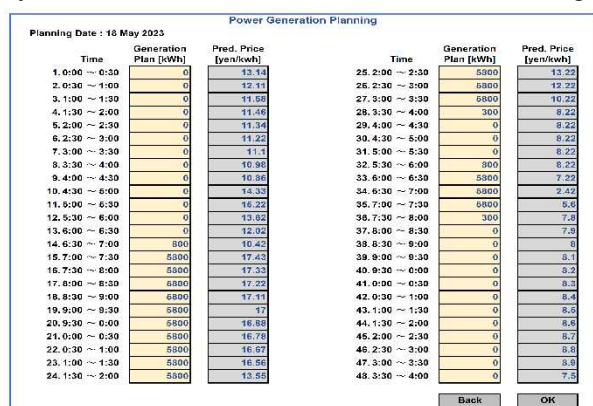 Power Generation Planning
Planning Date : 18 May 2023
Time Generation Plan [kWh] Pred. Price [yen/kwh] Time Generation Plan [kWh] Pred. Price [yen/kwh]
1. 0:00 ~ 0:30 0 13.14 25. 2:00 ~ 2:30 5800 13.22
2. 0:30 ~ 1:00 0 12.11 26. 2:30 ~ 3:00 5800 12.22
3. 1:00 ~ 1:30 0 11.58 27. 3:00 ~ 3:30 5800 10.22
4. 1:30 ~ 2:00 0 11.46 28. 3:30 ~ 4:00 300 8.22
5. 2:00 ~ 2:30 0 11.34 29. 4:00 ~ 4:30 0 8.22
6. 2:30 ~ 3:00 0 11.22 30. 4:30 ~ 5:00 0 8.22
7. 3:00 ~ 3:30 0 11.1 31. 5:00 ~ 5:30 0 8.22
8. 3:30 ~ 4:00 0 10.98 32. 5:30 ~ 6:00 800 8.22
9. 4:00 ~ 4:30 0 10.86 33. 6:00 ~ 6:30 5800 7.22
10. 4:30 ~ 5:00 0 14.33 34. 6:30 ~ 7:00 5800 2.42
11. 5:00 ~ 5:30 0 15.22 35. 7:00 ~ 7:30 5800 5.6
12. 5:30 ~ 6:00 0 13.82 36. 7:30 ~ 8:00 300 7.8
13. 6:00 ~ 6:30 0 12.02 37. 8:00 ~ 8:30 0 7.9
14. 6:30 ~ 7:00 800 10.42 38. 8:30 ~ 9:00 0 8
15. 7:00 ~ 7:30 5800 17.43 39. 9:00 ~ 9:30 0 8.1
16. 7:30 ~ 8:00 5800 17.33 40. 9:30 ~ 0:00 0 8.2
17. 8:00 ~ 8:30 5800 17.22 41. 0:00 ~ 0:30 0 8.3
18. 8:30 ~ 9:00 5800 17.11 42. 0:30 ~ 1:00 0 8.4
19. 9:00 ~ 9:30 5800 17 43. 1:00 ~ 1:30 0 8.5
20. 9:30 ~ 0:00 5800 16.88 44. 1:30 ~ 2:00 0 8.6
21. 0:00 ~ 0:30 5800 16.78 45. 2:00 ~ 2:30 0 8.7
22. 0:30 ~ 1:00 5800 16.67 46. 2:30 ~ 3:00 0 8.8
23. 1:00 ~ 1:30 5800 16.56 47. 3:00 ~ 3:30 0 8.9
24. 1:30 ~ 2:00 5800 13.55 48. 3:30 ~ 4:00 0 7.5
Back OK